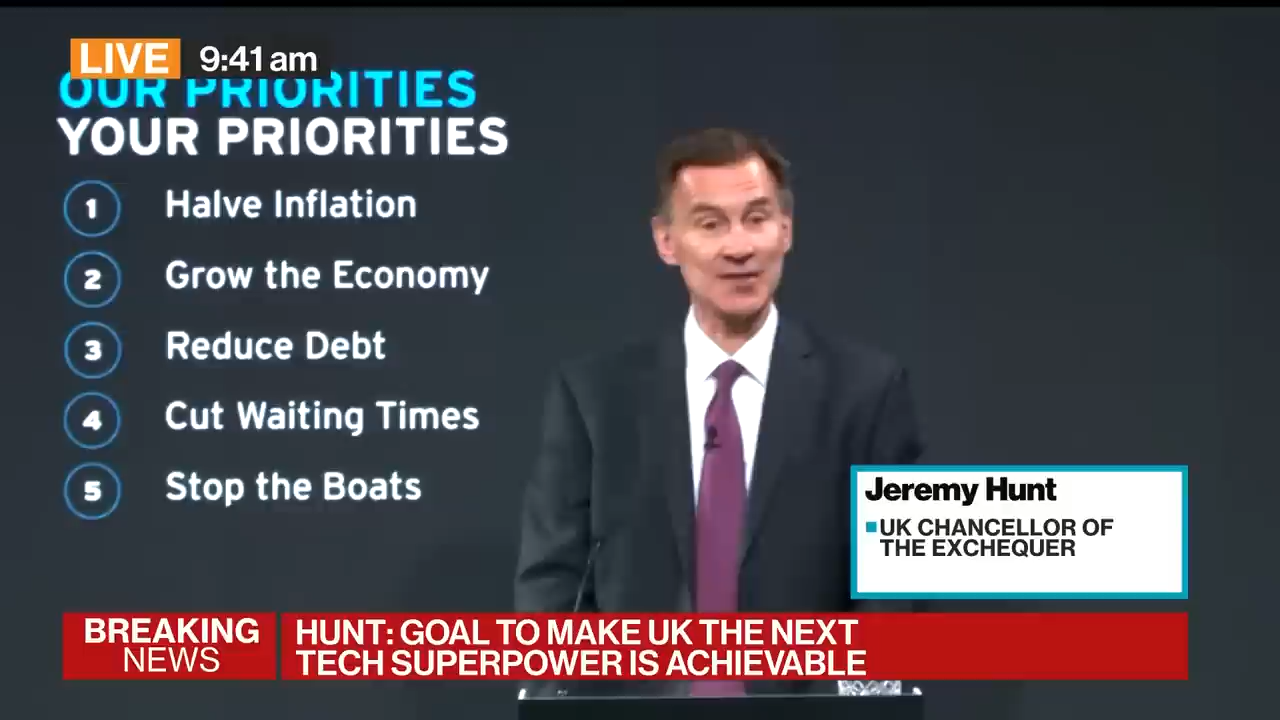 LIVE 9:41 am
OUR PRIORITIES
YOUR PRIORITIES
1 Halve Inflation
2 Grow the Economy
3 Reduce Debt
4 Cut Waiting Times
5 Stop the Boats
Jeremy Hunt
UK CHANCELLOR OF
THE EXCHEQUER
BREAKING
NEWS
HUNT: GOAL TO MAKE UK THE NEXT
TECH SUPERPOWER IS ACHIEVABLE